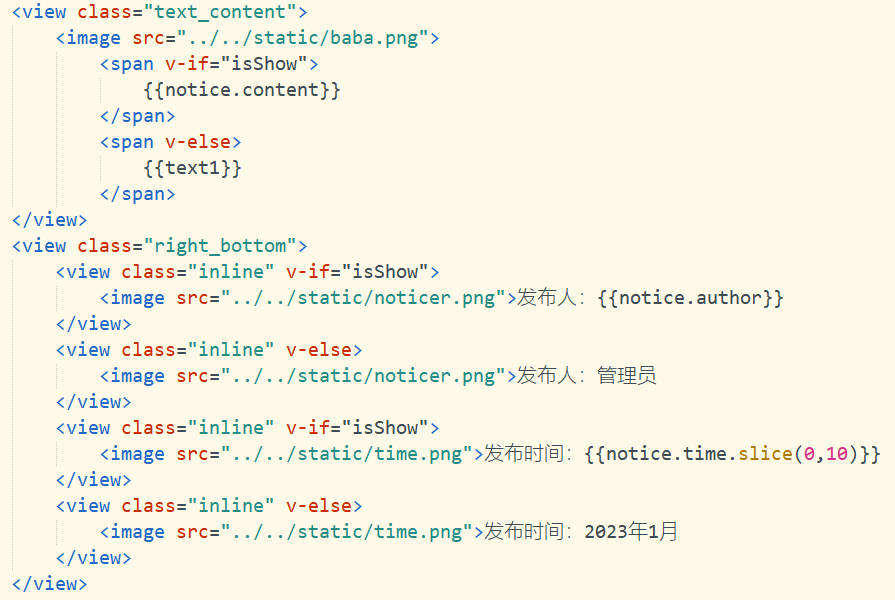 <view class="text_content">
    <image src="../../static/baba.png">
        <span v-if="isShow">
            {{notice.content}}
        </span>
        <span v-else>
            {{text1}}
        </span>
</view>
<view class="right_bottom">
    <view class="inline" v-if="isShow">
        <image src="../../static/noticer.png">发布人：{{notice.author}}
    </view>
    <view class="inline" v-else>
        <image src="../../static/noticer.png">发布人：管理员
    </view>
    <view class="inline" v-if="isShow">
        <image src="../../static/time.png">发布时间：{{notice.time.slice(0,10)}}
    </view>
    <view class="inline" v-else>
        <image src="../../static/time.png">发布时间：2023年1月
    </view>
</view>